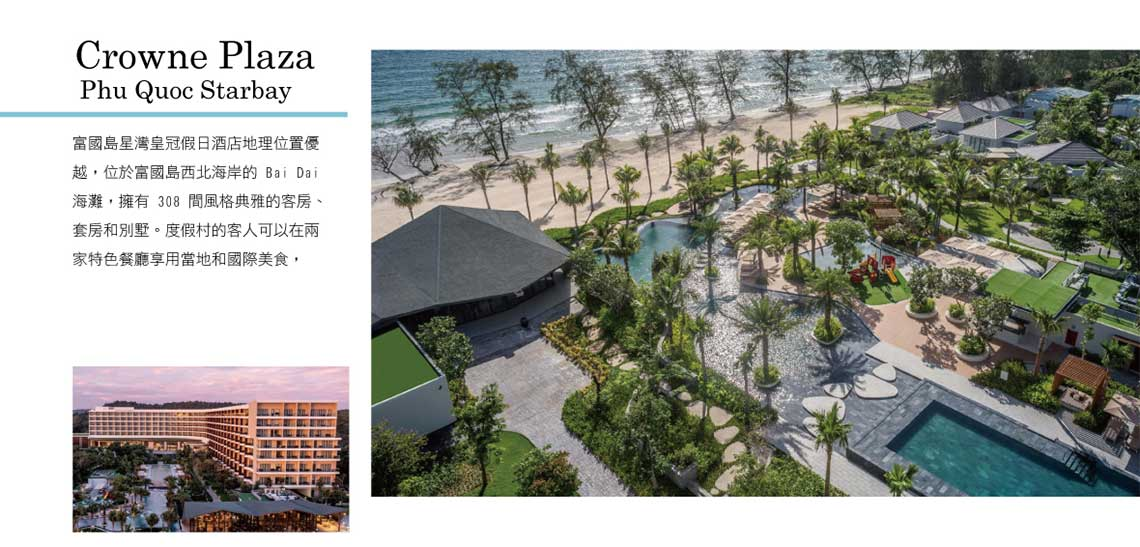 Crowne Plaza
Phu Quoc Starbay
富國島星灣皇冠假日酒店地理位置優
越，位於富國島西北海岸的 Bai Dai
海灘，擁有 308 間風格典雅的客房、
套房和別墅。度假村的客人可以在兩
家特色餐廳享用當地和國際美食，